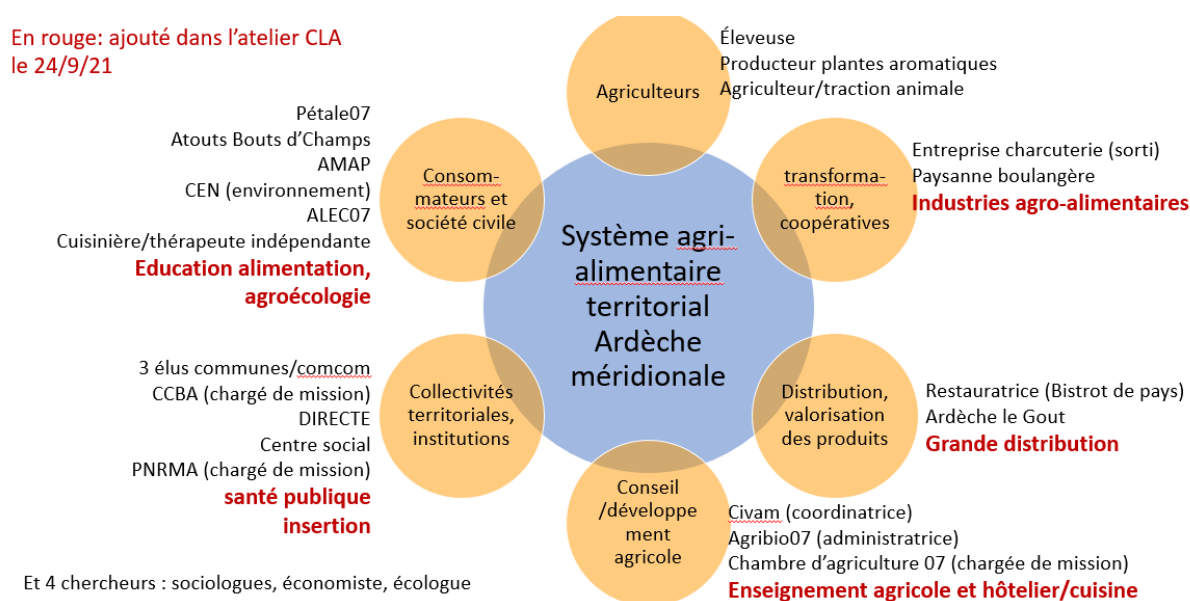 En rouge: ajouté dans l’atelier CLA
le 24/9/21
Agriculteurs
Éleveuse
Producteur plantes aromatiques
Agriculteur/traction animale
Pétale07
Atouts Bouts d’Champs
AMAP
CEN (environnement)
ALEC07
Cuisinière/thérapeute indépendante
Education alimentation,
agroécologie
Consom-
mateurs et
société civile
transforma-
tion,
coopératives
Entreprise charcuterie (sorti)
Paysanne boulangère
Industries agro-alimentaires
Système agri-
alimentaire
territorial
Ardèche
méridionale
3 élus communes/comcom
CCBA (chargé de mission)
DIRECTE
Centre social
PNRMA (chargé de mission)
santé publique
insertion
Collectivités
territoriales,
institutions
Distribution,
valorisation
des produits
Restauratrice (Bistrot de pays)
Ardèche le Gout
Grande distribution
Conseil
/développe
ment
agricole
Civam (coordinatrice)
Agribio07 (administratrice)
Chambre d’agriculture 07 (chargée de mission)
Enseignement agricole et hôtelier/cuisine
Et 4 chercheurs : sociologues, économiste, écologue